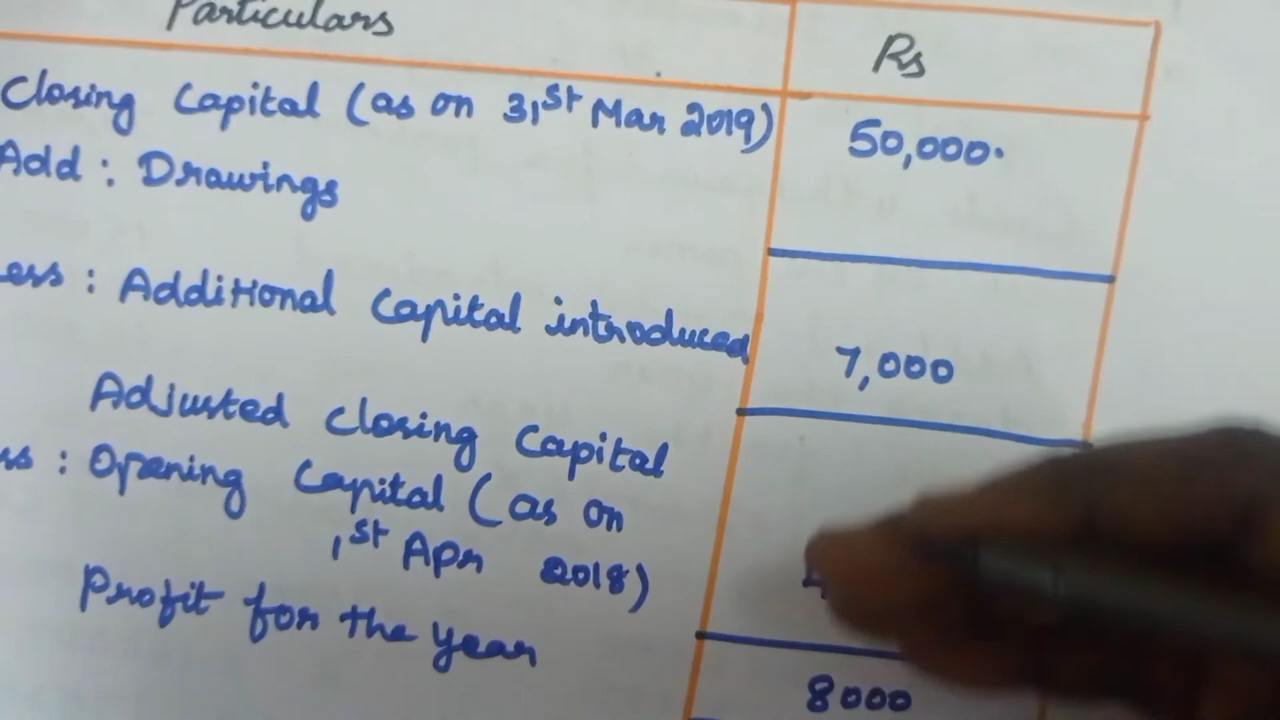 Particulars Rs
Closing Capital (as on 31st Mar 2019) 50,000.
Add : Drawings
ess : Additional Capital introduced 7,000
Adjusted Closing Capital
ss : Opening Capital (as on
1st Apr 2018)
Profit for the year 8000